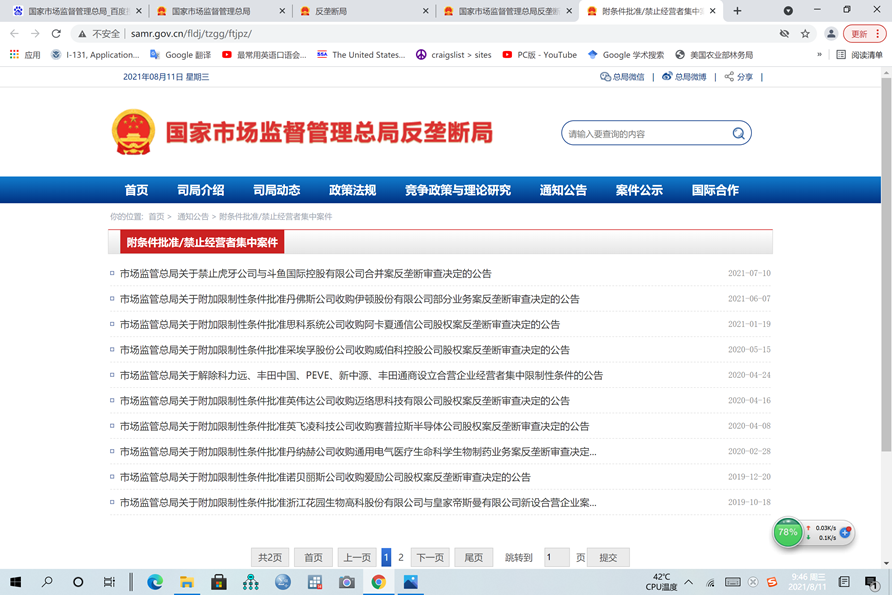 国家市场监督管理总局_百度搜
国家市场监督管理总局
反垄断局
国家市场监督管理总局反垄断
附条件批准/禁止经营者集中案
不安全 | samr.gov.cn/fldj/tzgg/ftjpz/
更新
应用
I-131, Application...
Google 翻译
最常用英语口语会...
The United States...
craigslist > sites
PC版 - YouTube
Google 学术搜索
美国农业部林务局
»
阅读清单
2021年08月11日 星期三
总局微信 | 总局微博 | 分享 |
国家市场监督管理总局反垄断局
请输入要查询的内容
首页 司局介绍 司局动态 政策法规 竞争政策与理论研究 通知公告 案件公示 国际合作
你的位置: 首页 > 通知公告 > 附条件批准/禁止经营者集中案件
附条件批准/禁止经营者集中案件
市场监管总局关于禁止虎牙公司与斗鱼国际控股有限公司合并案反垄断审查决定的公告 2021-07-10
市场监管总局关于附加限制性条件批准丹佛斯公司收购伊顿股份有限公司部分业务案反垄断审查决定的公告 2021-06-07
市场监管总局关于附加限制性条件批准思科系统公司收购阿卡夏通信公司股权案反垄断审查决定的公告 2021-01-19
市场监管总局关于附加限制性条件批准采埃孚股份公司收购威伯科控股公司股权案反垄断审查决定的公告 2020-05-15
市场监管总局关于解除科力远、丰田中国、PEVE、新中源、丰田通商设立合营企业经营者集中限制性条件的公告 2020-04-24
市场监管总局关于附加限制性条件批准英伟达公司收购迈络思科技有限公司股权案反垄断审查决定的公告 2020-04-16
市场监管总局关于附加限制性条件批准英飞凌科技公司收购赛普拉斯半导体公司股权案反垄断审查决定的公告 2020-04-08
市场监管总局关于附加限制性条件批准丹纳赫公司收购通用电气医疗生命科学生物制药业务案反垄断审查决定... 2020-02-28
市场监管总局关于附加限制性条件批准诺贝丽斯公司收购爱励公司股权案反垄断审查决定的公告 2019-12-20
市场监管总局关于附加限制性条件批准浙江花园生物高科股份有限公司与皇家帝斯曼有限公司新设合营企业案... 2019-10-18
共2页 首页 上一页 1 2 下一页 尾页 跳转到 1 页 提交
78%
0.03K/s
0.1K/s
42℃
CPU温度
9:46 周三
2021/8/11
1